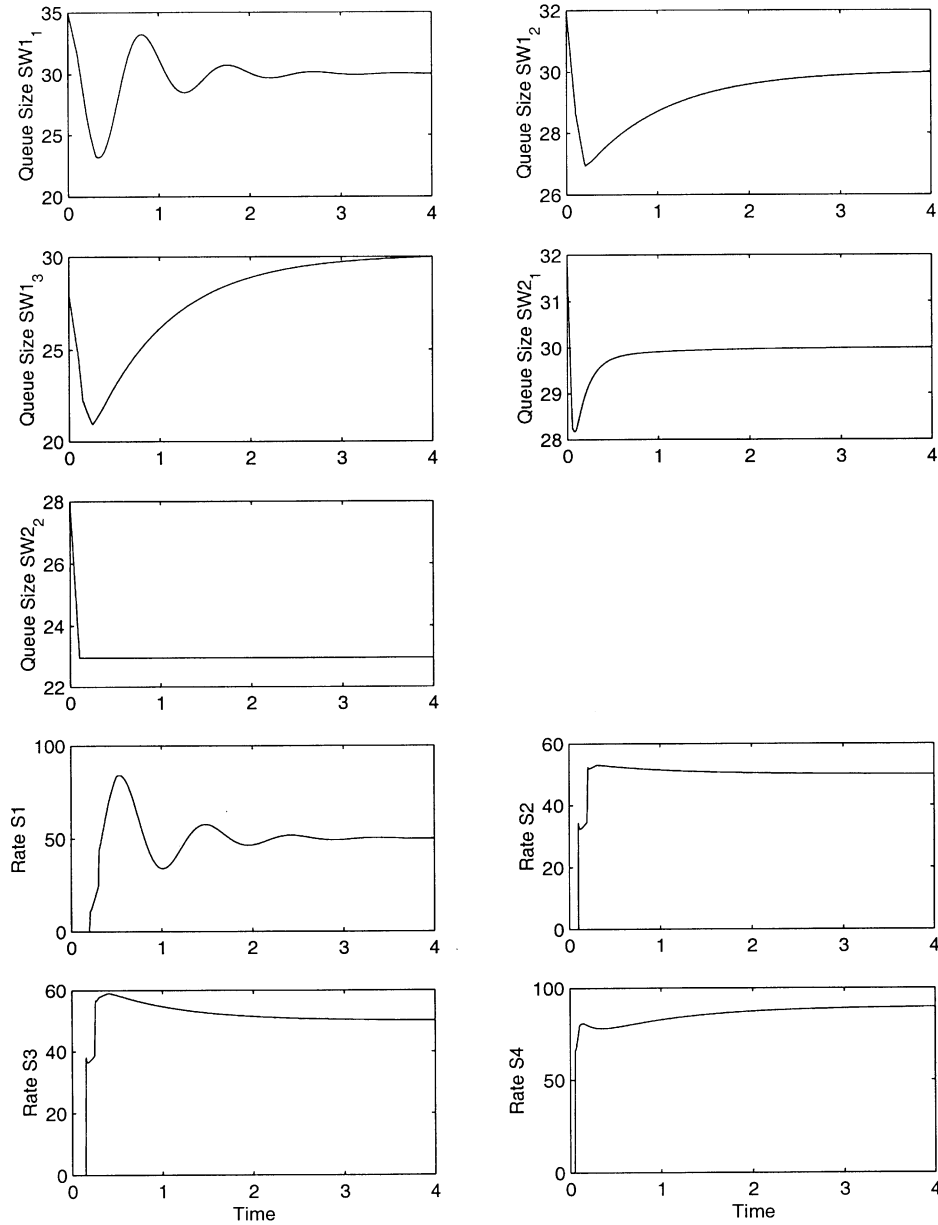 35
30
25
20
Queue Size SW1₁
0 1 2 3 4
32
30
28
26
Queue Size SW1₂
0 1 2 3 4
30
25
20
Queue Size SW1₃
0 1 2 3 4
32
31
30
29
28
Queue Size SW2₁
0 1 2 3 4
28
26
24
22
Queue Size SW2₂
0 1 2 3 4
100
50
0
Rate S1
0 1 2 3 4
60
40
20
0
Rate S2
0 1 2 3 4
60
40
20
0
Rate S3
0 1 2 3 4
Time
100
50
0
Rate S4
0 1 2 3 4
Time